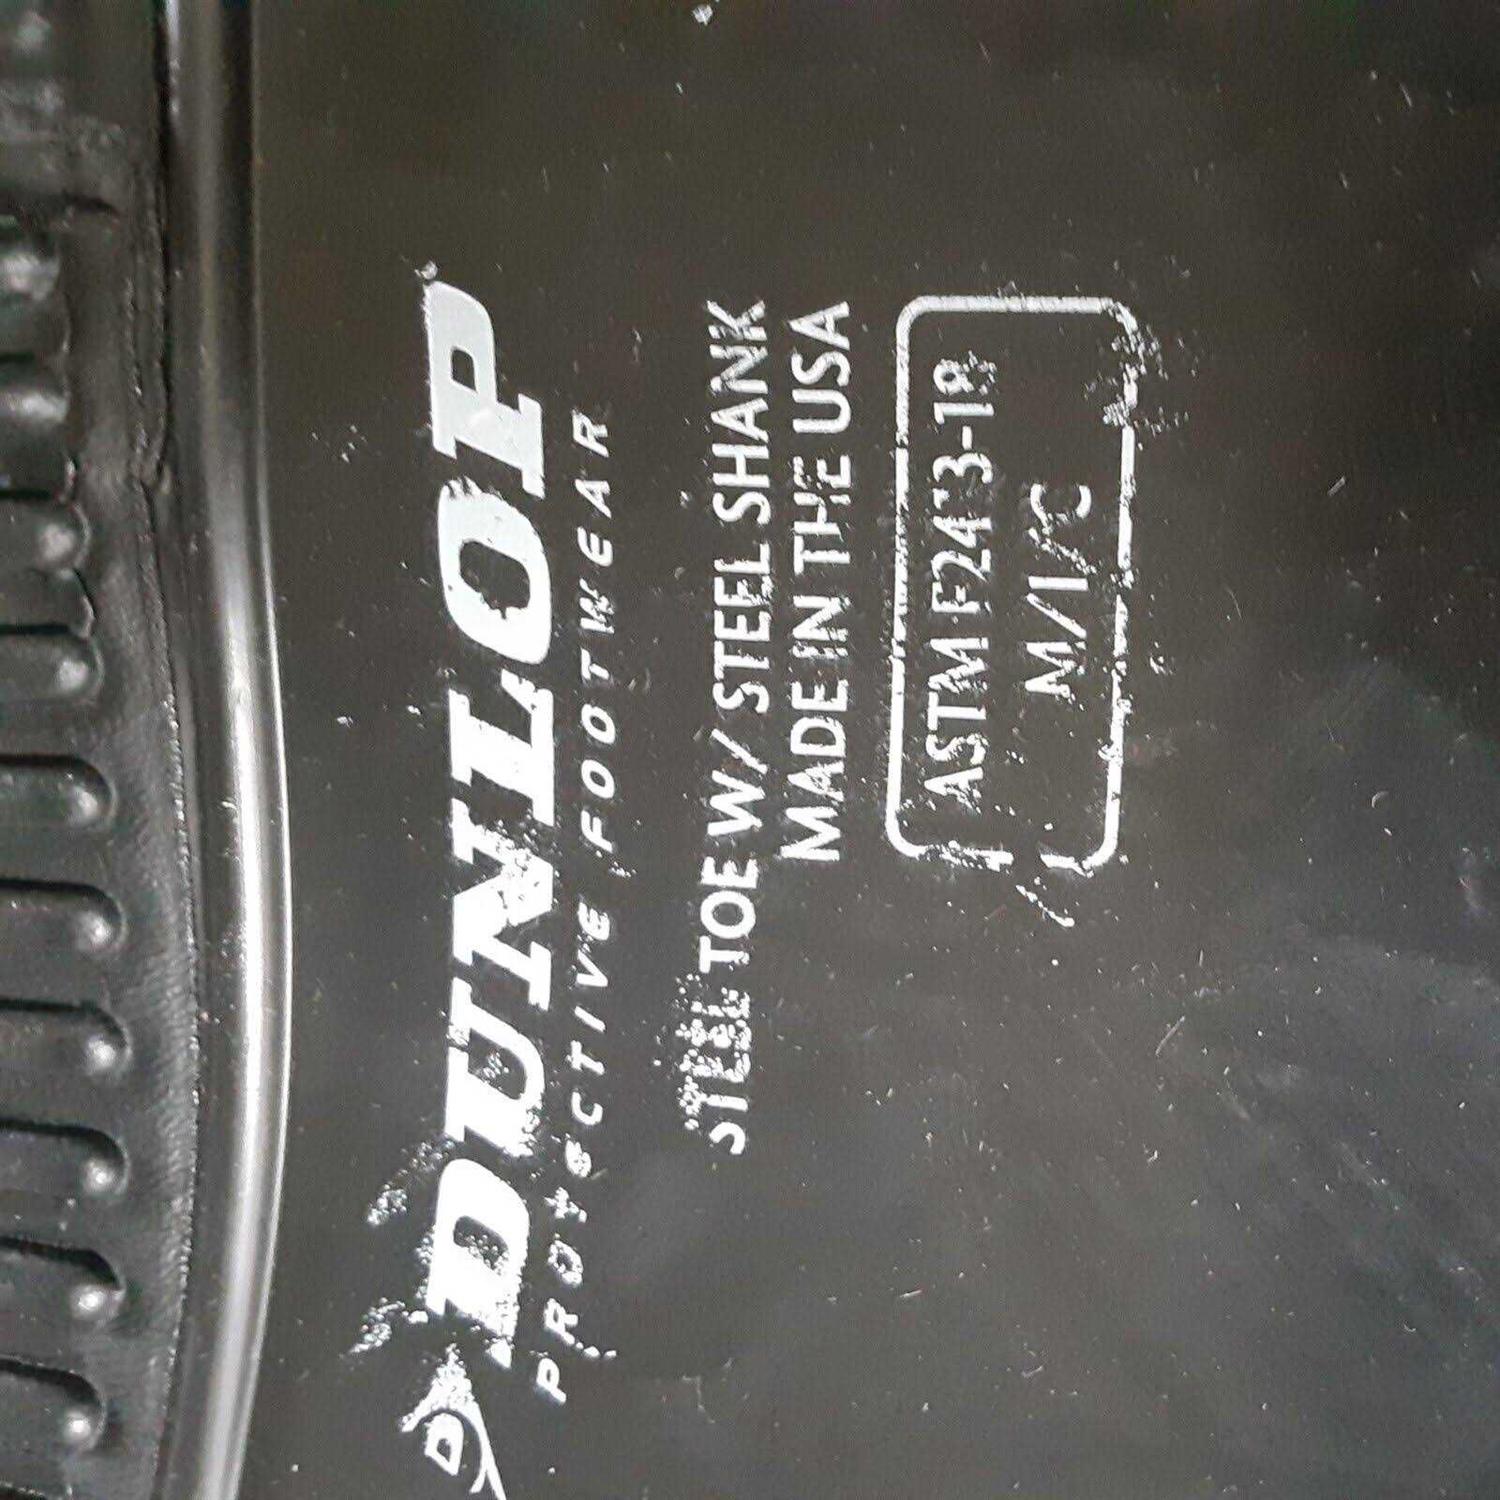 D DUNLOP
PROTECTIVE FOOTWEAR
STEEL TOE W/ STEEL SHANK
MADE IN THE USA
ASTM F2413-18
M/I/C